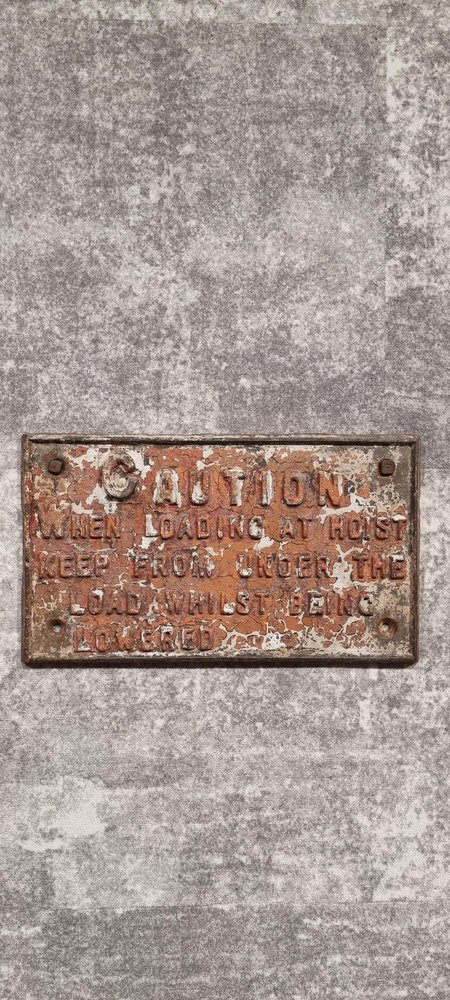 CAUTION
WHEN LOADING AT HOIST
KEEP FROM UNDER THE
LOAD WHILST BEING
LOWERED